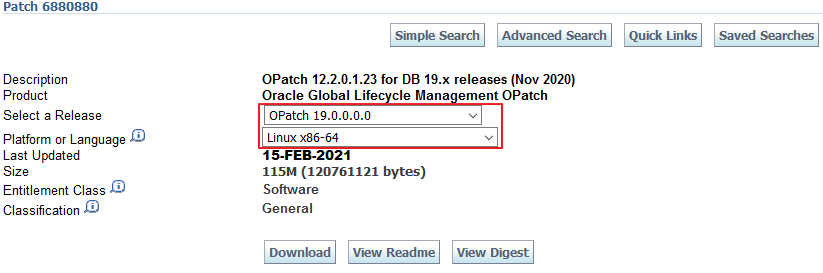 Patch 6880880
Simple Search Advanced Search Quick Links Saved Searches
Description OPatch 12.2.0.1.23 for DB 19.x releases (Nov 2020)
Product Oracle Global Lifecycle Management OPatch
Select a Release OPatch 19.0.0.0.0
Platform or Language Linux x86-64
Last Updated 15-FEB-2021
Size 115M (120761121 bytes)
Entitlement Class Software
Classification General
Download View Readme View Digest